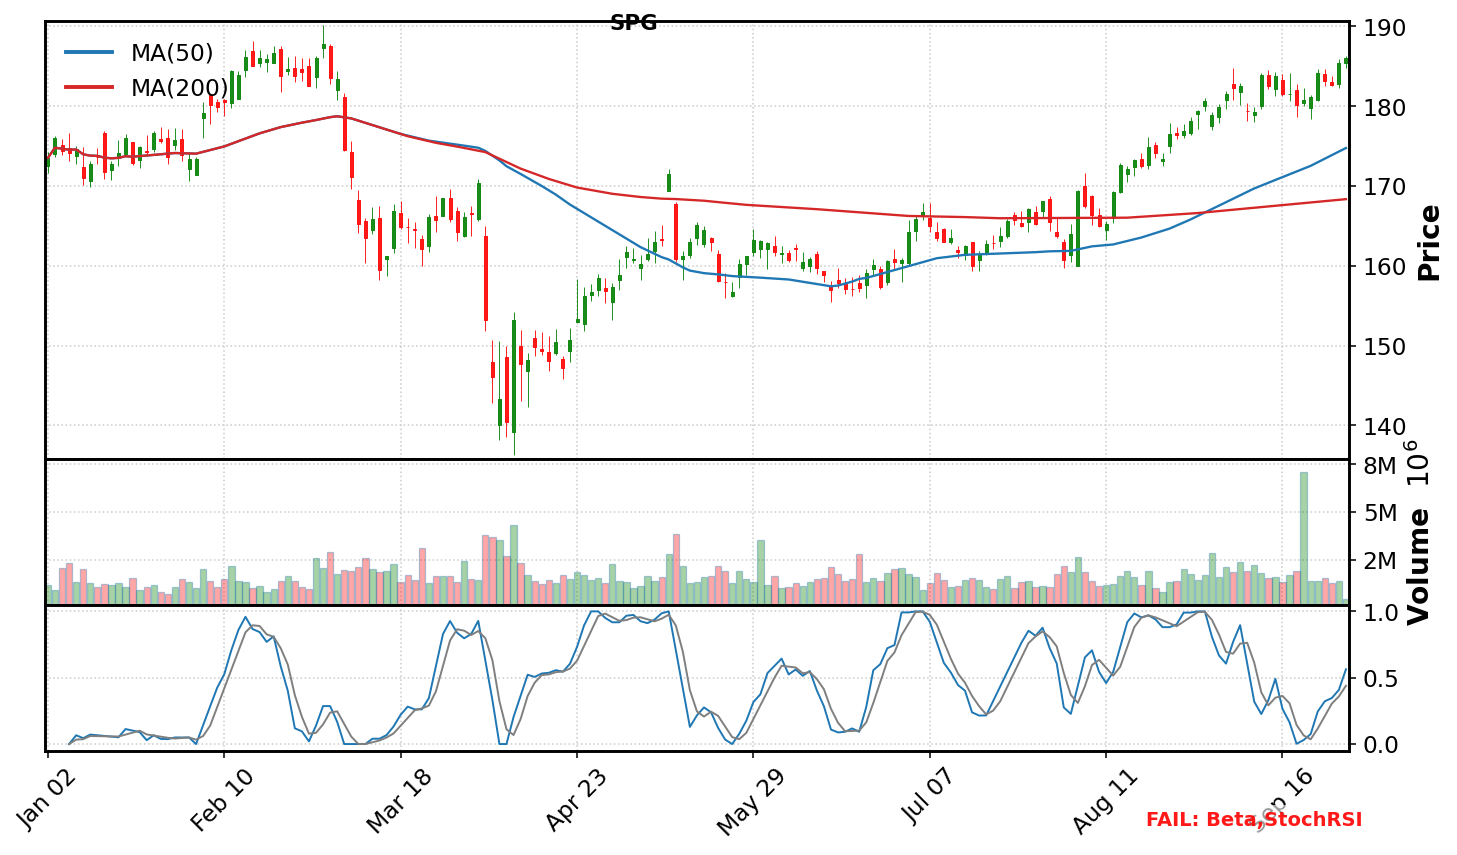 SPG
MA(50)
MA(200)
190
180
170
160
150
140
Price
8M
5M
2M
Volume 10^6
1.0
0.5
0.0
Jan 02
Feb 10
Mar 18
Apr 23
May 29
Jul 07
Aug 11
Sep 16
FAIL: Beta,StochRSI